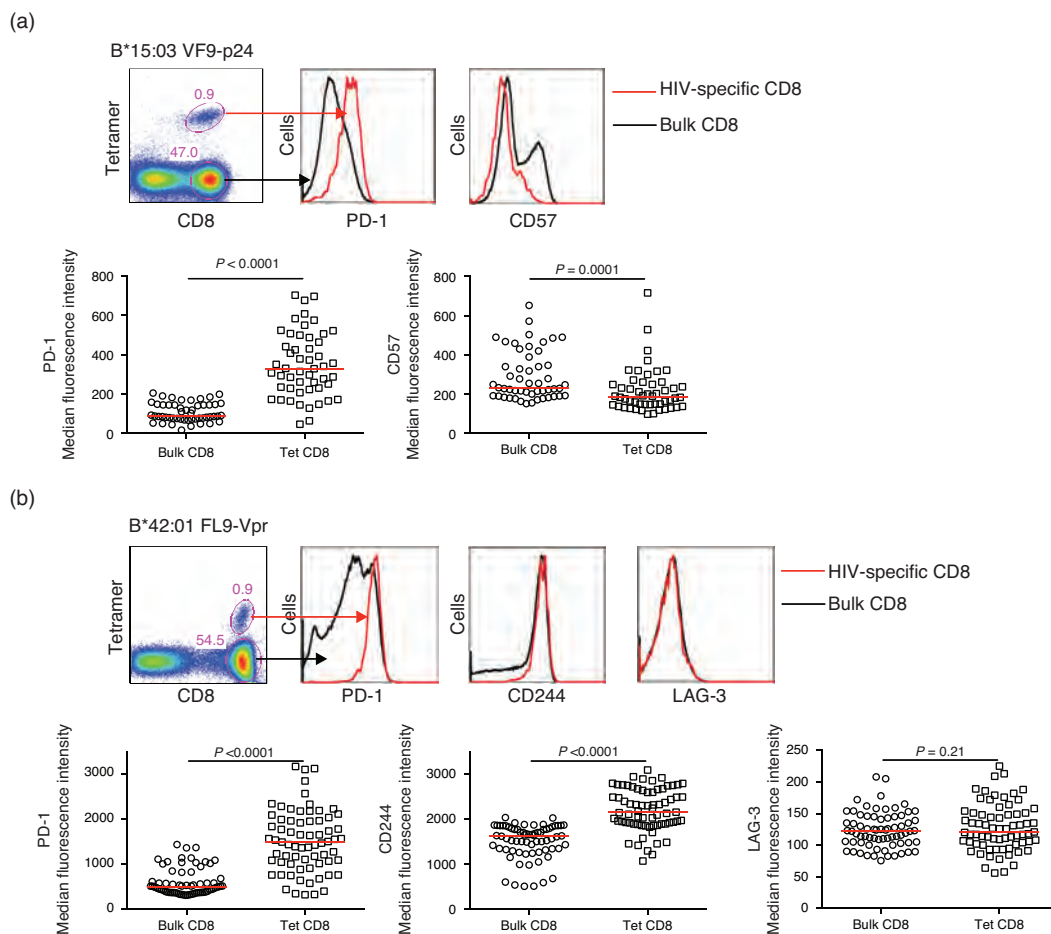 (a)
B*15:03 VF9-p24
Tetramer
0.9
47.0
CD8
Cells
PD-1
Cells
CD57
HIV-specific CD8
Bulk CD8
PD-1
Median fluorescence intensity
800
600
400
200
0
P < 0.0001
Bulk CD8
Tet CD8
CD57
Median fluorescence intensity
800
600
400
200
0
P = 0.0001
Bulk CD8
Tet CD8
(b)
B*42:01 FL9-Vpr
Tetramer
0.9
54.5
CD8
Cells
PD-1
Cells
CD244
LAG-3
HIV-specific CD8
Bulk CD8
PD-1
Median fluorescence intensity
3000
2000
1000
0
P <0.0001
Bulk CD8
Tet CD8
CD244
Median fluorescence intensity
3000
2000
1000
0
P <0.0001
Bulk CD8
Tet CD8
LAG-3
Median fluorescence intensity
250
200
150
100
50
0
P = 0.21
Bulk CD8
Tet CD8